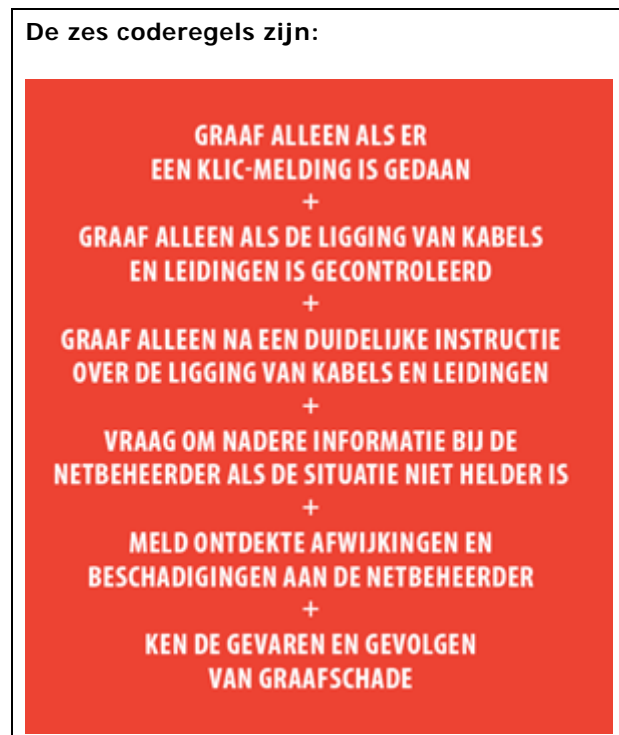 De zes coderegels zijn:
GRAAF ALLEEN ALS ER
EEN KLIC-MELDING IS GEDAAN
+
GRAAF ALLEEN ALS DE LIGGING VAN KABELS
EN LEIDINGEN IS GECONTROLEERD
+
GRAAF ALLEEN NA EEN DUIDELIJKE INSTRUCTIE
OVER DE LIGGING VAN KABELS EN LEIDINGEN
+
VRAAG OM NADERE INFORMATIE BIJ DE
NETBEHEERDER ALS DE SITUATIE NIET HELDER IS
+
MELD ONTDEKTE AFWIJKINGEN EN
BESCHADIGINGEN AAN DE NETBEHEERDER
+
KEN DE GEVAREN EN GEVOLGEN
VAN GRAAFSCHADE